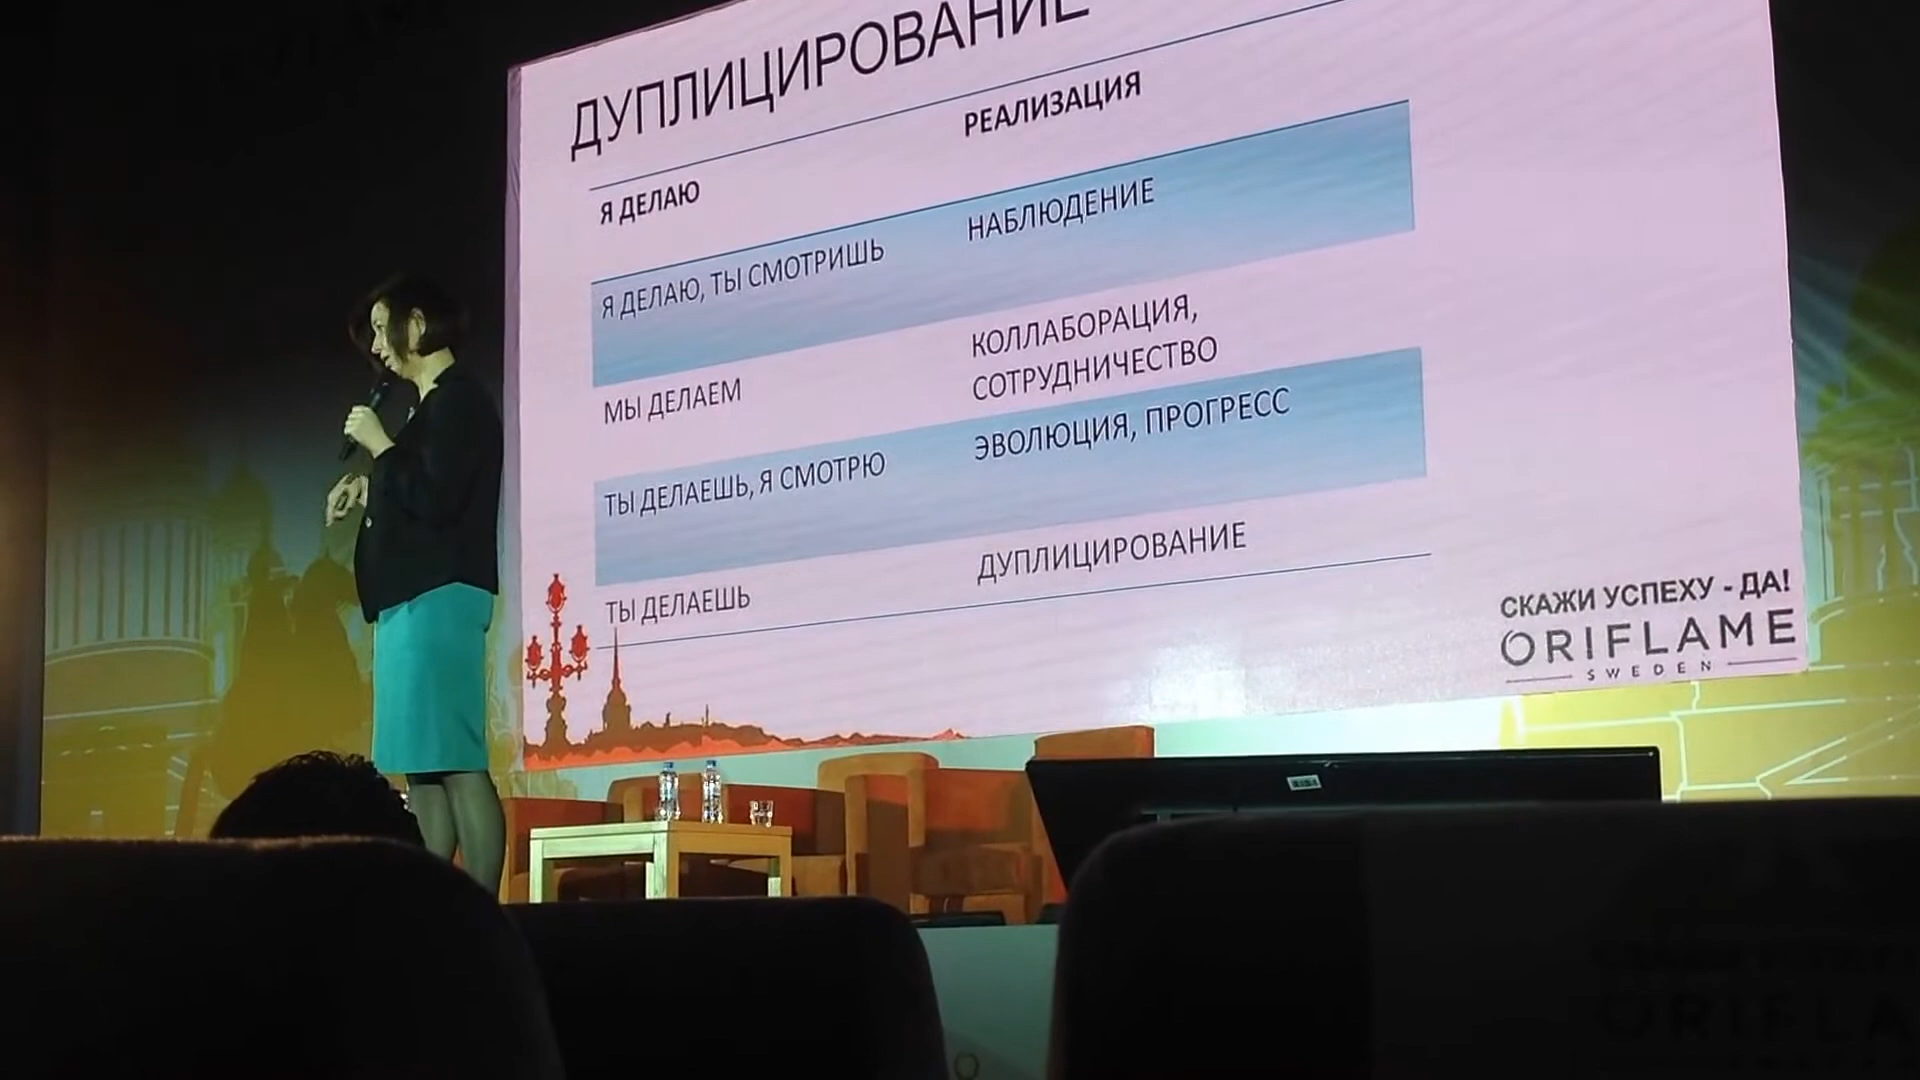 ДУПЛИЦИРОВАНИЕ
Я ДЕЛАЮ
РЕАЛИЗАЦИЯ
Я ДЕЛАЮ, ТЫ СМОТРИШЬ
НАБЛЮДЕНИЕ
МЫ ДЕЛАЕМ
КОЛЛАБОРАЦИЯ,
СОТРУДНИЧЕСТВО
ТЫ ДЕЛАЕШЬ, Я СМОТРЮ
ЭВОЛЮЦИЯ, ПРОГРЕСС
ТЫ ДЕЛАЕШЬ
ДУПЛИЦИРОВАНИЕ
СКАЖИ УСПЕХУ - ДА!
ORIFLAME
SWEDEN